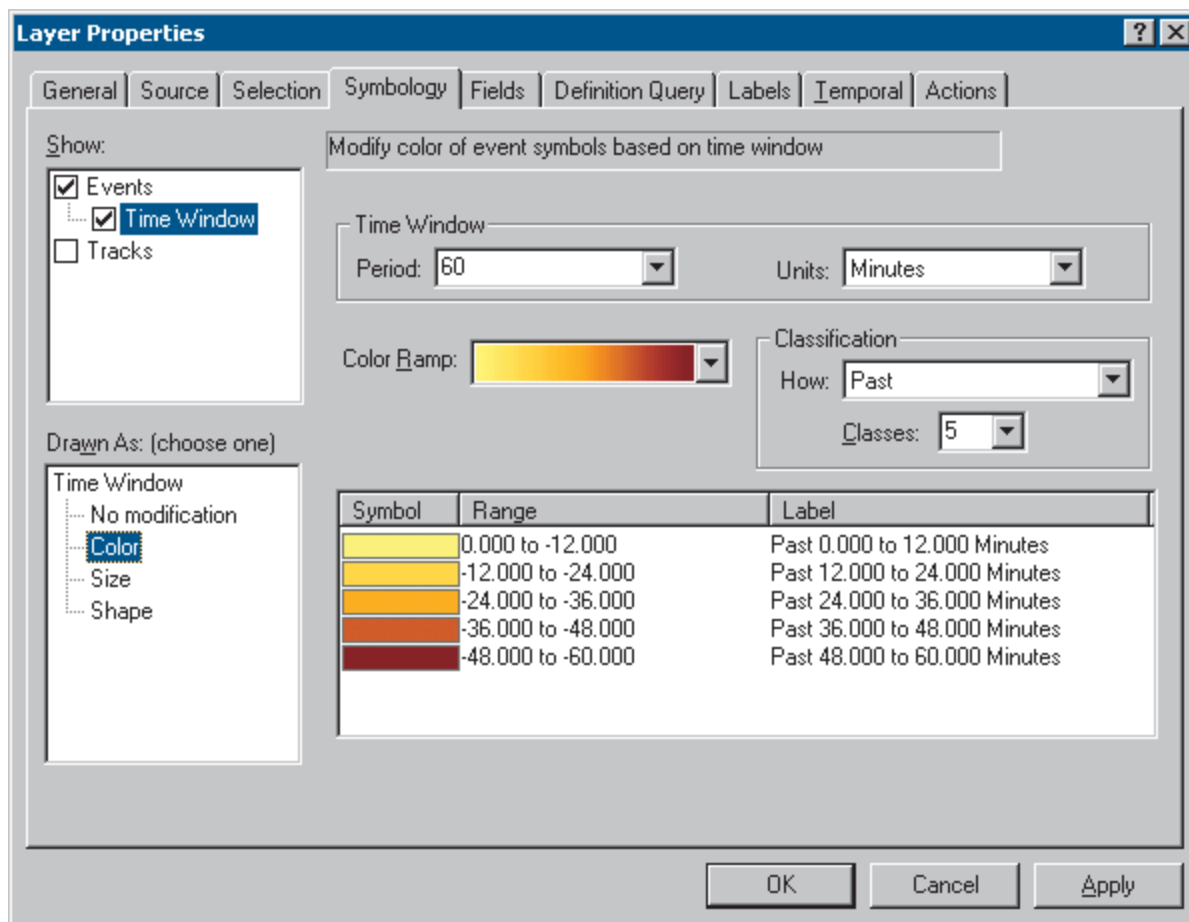 Layer Properties
General Source Selection Symbology Fields Definition Query Labels Temporal Actions
Show:
Events
Time Window
Tracks
Drawn As: (choose one)
Time Window
No modification
Color
Size
Shape
Modify color of event symbols based on time window
Time Window
Period: 60 Units: Minutes
Color Ramp:
Classification
How: Past
Classes: 5
Symbol Range Label
0.000 to -12.000 Past 0.000 to 12.000 Minutes
-12.000 to -24.000 Past 12.000 to 24.000 Minutes
-24.000 to -36.000 Past 24.000 to 36.000 Minutes
-36.000 to -48.000 Past 36.000 to 48.000 Minutes
-48.000 to -60.000 Past 48.000 to 60.000 Minutes
OK Cancel Apply